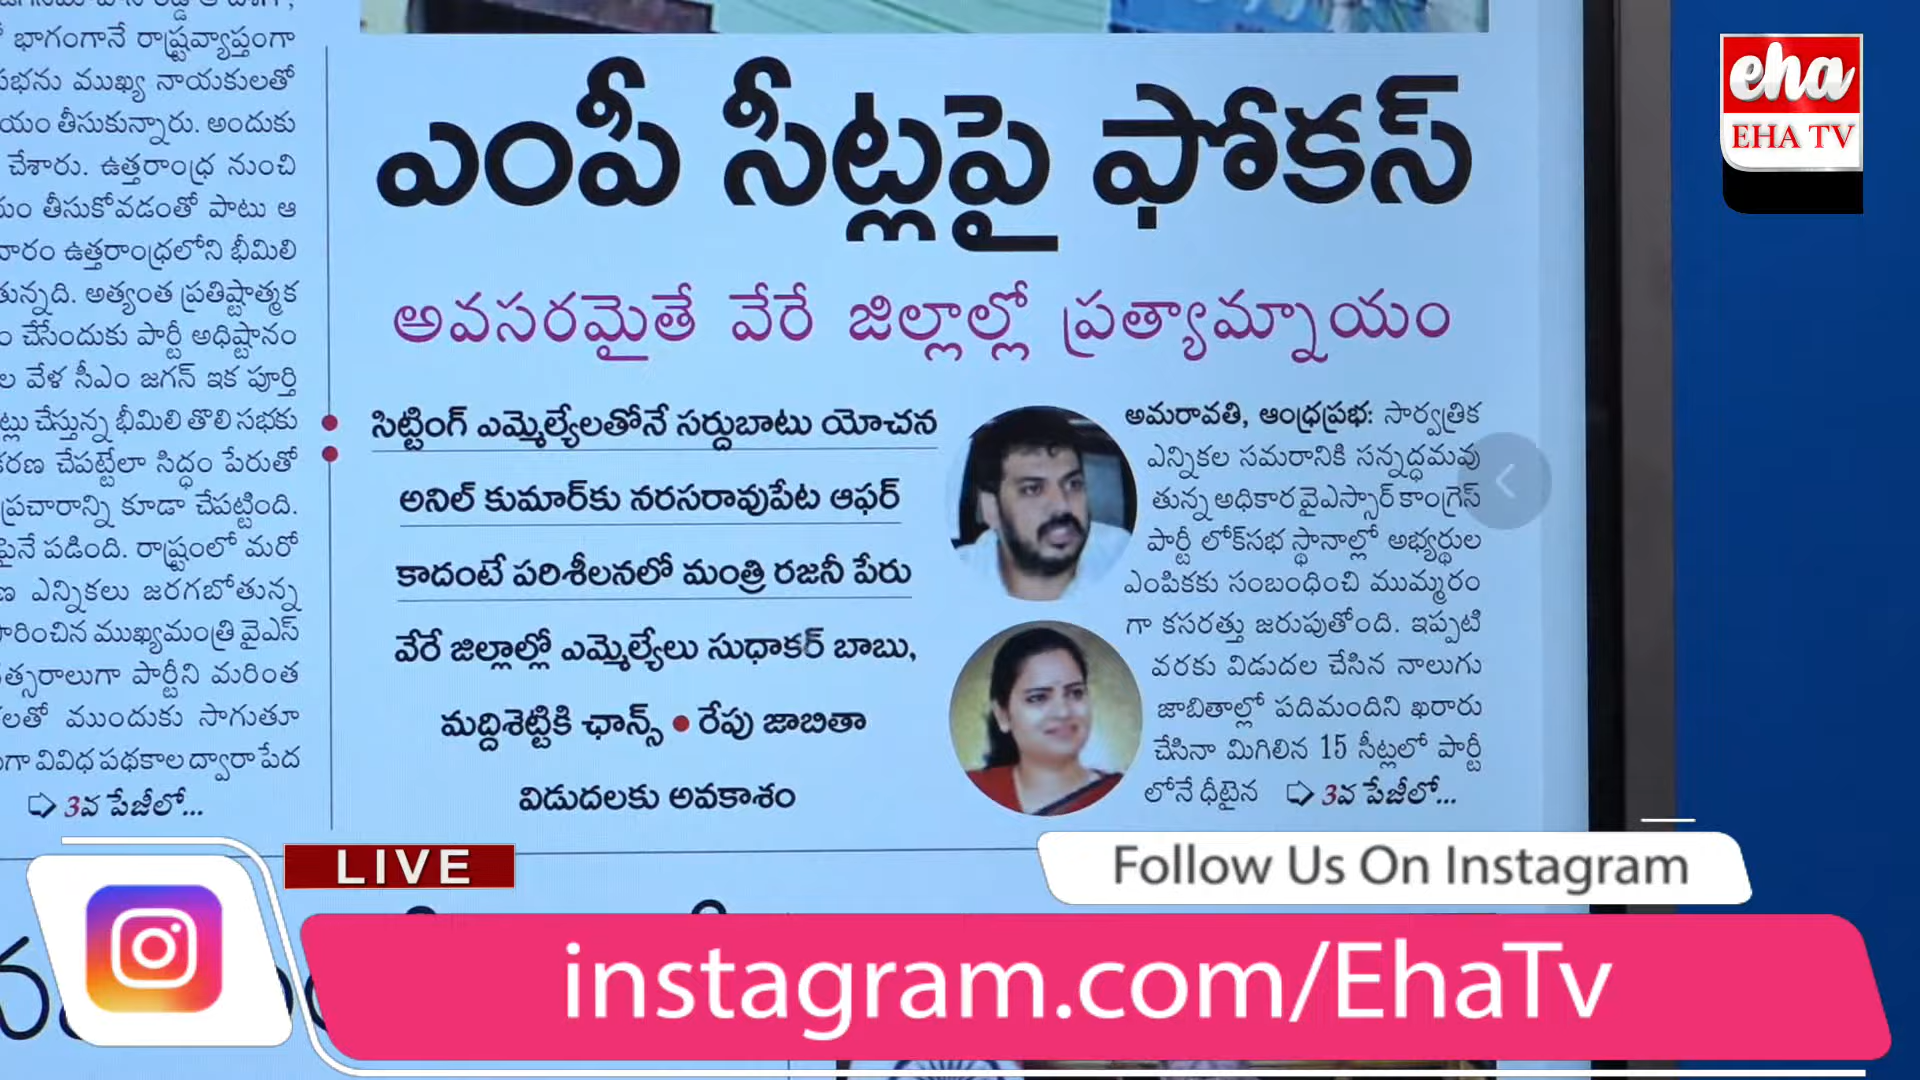 భాగంగానే రాష్ట్రవ్యాప్తంగా
ముఖ్య నాయకులతో
తీసుకున్నారు. అందుకు
చేశారు. ఉత్తరాంధ్ర నుంచి
తీసుకోవడంతో పాటు ఆ
ఉత్తరాంధ్రలోని భీమిలి
అత్యంత ప్రతిష్టాత్మక
చేసేందుకు పార్టీ అధిష్టానం
వేళ సీఎం జగన్ ఇక పూర్తి
చేస్తున్న భీమిలి తొలి సభకు
చేపట్టేలా సిద్ధం పేరుతో
ప్రచారాన్ని కూడా చేపట్టింది.
పడింది. రాష్ట్రంలో మరో
ఎన్నికలు జరగబోతున్న
ముఖ్యమంత్రి వైఎస్
పార్టీని మరింత
ముందుకు సాగుతూ
వివిధ పథకాల ద్వారా పేద
3వ పేజీలో...
ఎంపీ సీట్లపై ఫోకస్
అవసరమైతే వేరే జిల్లాల్లో ప్రత్యామ్నాయం
సిట్టింగ్ ఎమ్మెల్యేలతోనే సర్దుబాటు యోచన
అనిల్ కుమార్‌కు నరసరావుపేట ఆఫర్
కాదంటే పరిశీలనలో మంత్రి రజనీ పేరు
వేరే జిల్లాల్లో ఎమ్మెల్యేలు సుధాకర్ బాబు,
మద్దిశెట్టికి ఛాన్స్ • రేపు జాబితా
విడుదలకు అవకాశం
అమరావతి, ఆంధ్రప్రభ: సార్వత్రిక
ఎన్నికల సమరానికి సన్నద్ధమవు
తున్న అధికార వైఎస్సార్ కాంగ్రెస్
పార్టీ లోక్‌సభ స్థానాల్లో అభ్యర్థుల
ఎంపికకు సంబంధించి ముమ్మరం
గా కసరత్తు జరుపుతోంది. ఇప్పటి
వరకు విడుదల చేసిన నాలుగు
జాబితాల్లో పదిమందిని ఖరారు
చేసినా మిగిలిన 15 సీట్లలో పార్టీ
లోనే ధీటైన 3వ పేజీలో...
eha
EHA TV
LIVE
Follow Us On Instagram
instagram.com/EhaTv